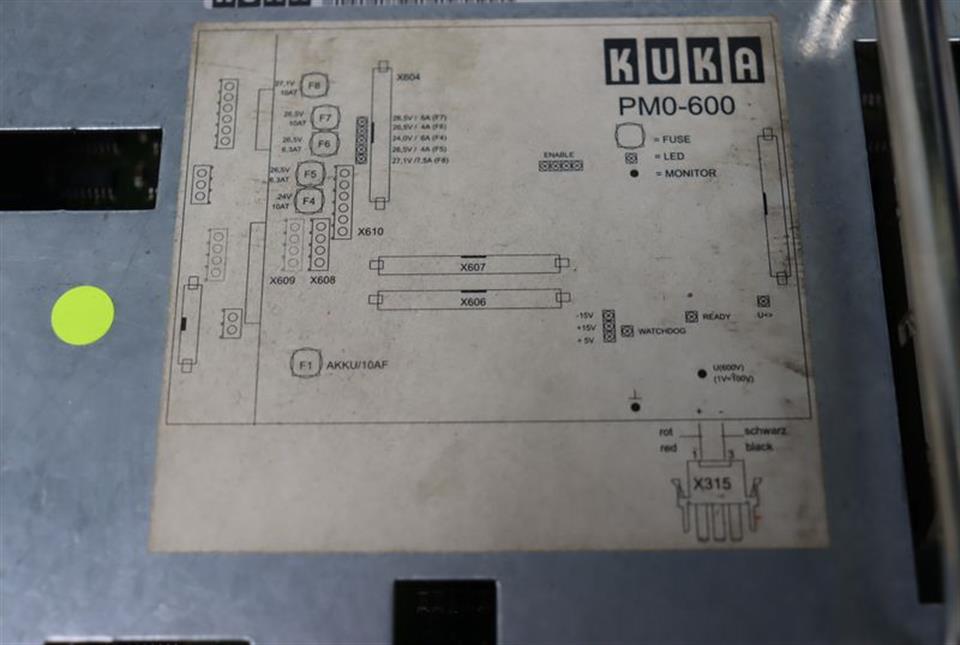 KUKA
PM0-600
= FUSE
= LED
= MONITOR
27,1V
10AT
F8
X604
26,5V
10AT
F7
26,5V
6,3AT
F6
26,5V / 6A (F7)
26,5V / 4A (F6)
24,0V / 6A (F4)
26,5V / 4A (F5)
27,1V /7,5A (F8)
ENABLE
26,5V
6,3AT
F5
24V
10AT
F4
X610
X609
X608
X607
X606
-15V
+15V
+ 5V
WATCHDOG
READY
U<>
F1
AKKU/10AF
U(600V)
(1V=100V)
+
-
rot
schwarz
red
black
1
3
X315